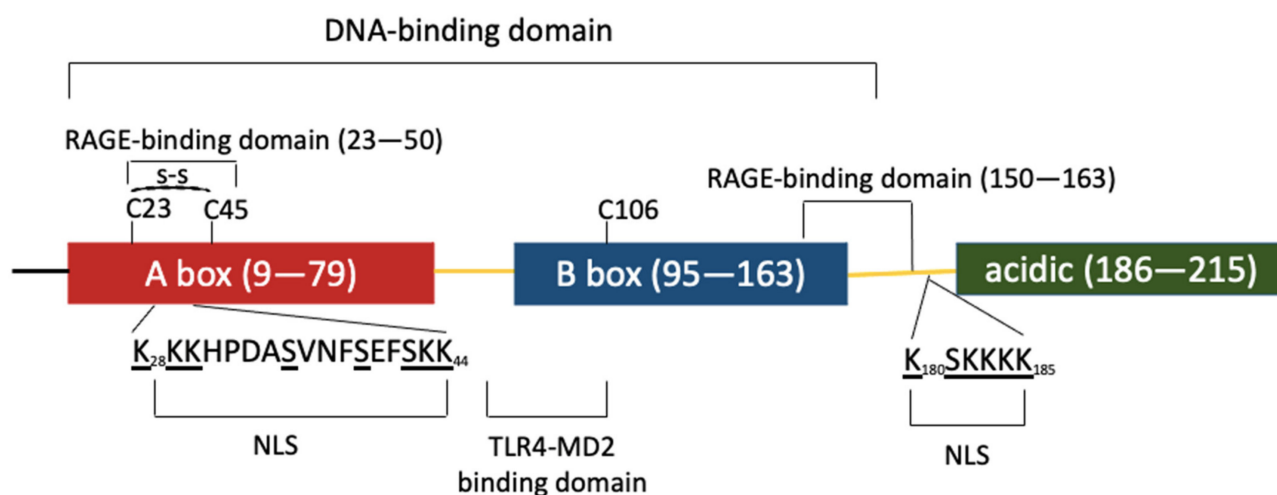 DNA-binding domain
RAGE-binding domain (23—50)
s-s
C23
C45
RAGE-binding domain (150—163)
C106
A box (9—79)
B box (95—163)
acidic (186—215)
K28KKHPDASVNFSEFSKK44
K180SKKKK185
NLS
TLR4-MD2
binding domain
NLS